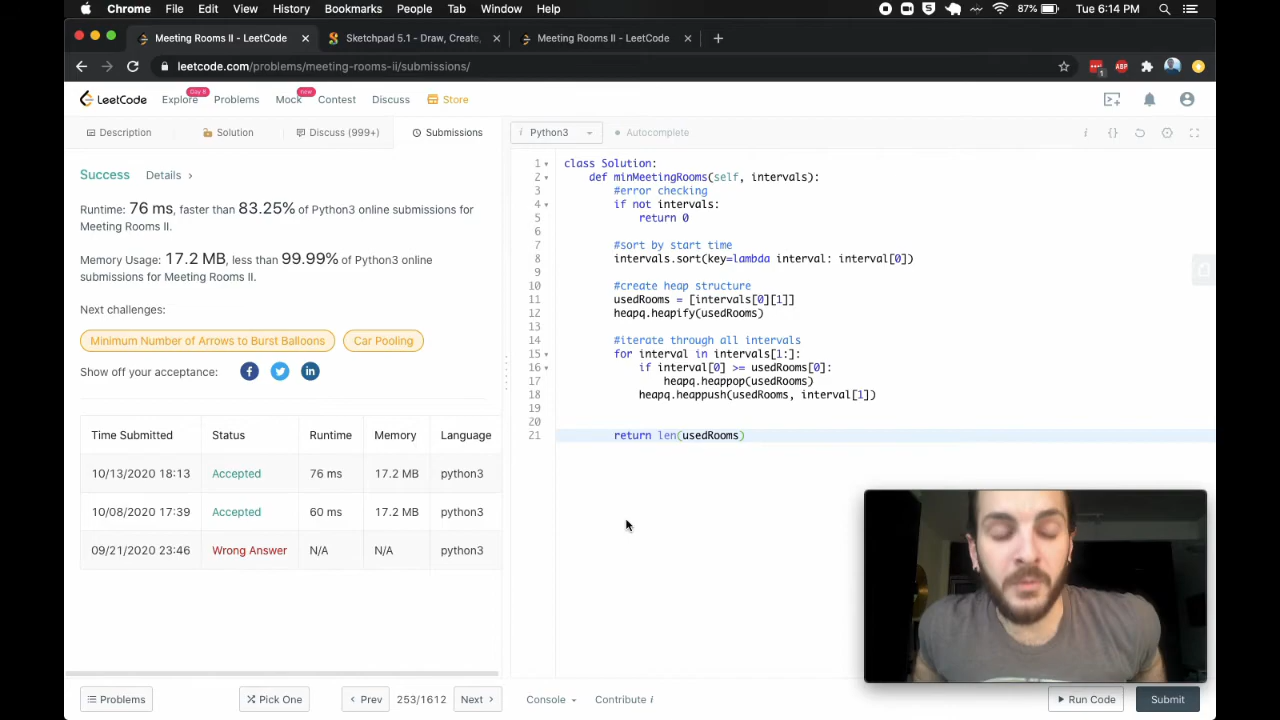 Chrome File Edit View History Bookmarks People Tab Window Help 87% Tue 6:14 PM
Meeting Rooms II - LeetCode Sketchpad 5.1 - Draw, Create, Meeting Rooms II - LeetCode
leetcode.com/problems/meeting-rooms-ii/submissions/
LeetCode Explore Day 8 Problems Mock new Contest Discuss Store
Description Solution Discuss (999+) Submissions
i Python3 Autocomplete i {}
Success Details >
Runtime: 76 ms, faster than 83.25% of Python3 online submissions for
Meeting Rooms II.
Memory Usage: 17.2 MB, less than 99.99% of Python3 online
submissions for Meeting Rooms II.
Next challenges:
Minimum Number of Arrows to Burst Balloons Car Pooling
Show off your acceptance:
Time Submitted Status Runtime Memory Language
10/13/2020 18:13 Accepted 76 ms 17.2 MB python3
10/08/2020 17:39 Accepted 60 ms 17.2 MB python3
09/21/2020 23:46 Wrong Answer N/A N/A python3
1 class Solution:
2 def minMeetingRooms(self, intervals):
3 #error checking
4 if not intervals:
5 return 0
6
7 #sort by start time
8 intervals.sort(key=lambda interval: interval[0])
9
10 #create heap structure
11 usedRooms = [intervals[0][1]]
12 heapq.heapify(usedRooms)
13
14 #iterate through all intervals
15 for interval in intervals[1:]:
16 if interval[0] >= usedRooms[0]:
17 heapq.heappop(usedRooms)
18 heapq.heappush(usedRooms, interval[1])
19
20
21 return len(usedRooms)
Problems Pick One < Prev 253/1612 Next > Console Contribute i Run Code Submit